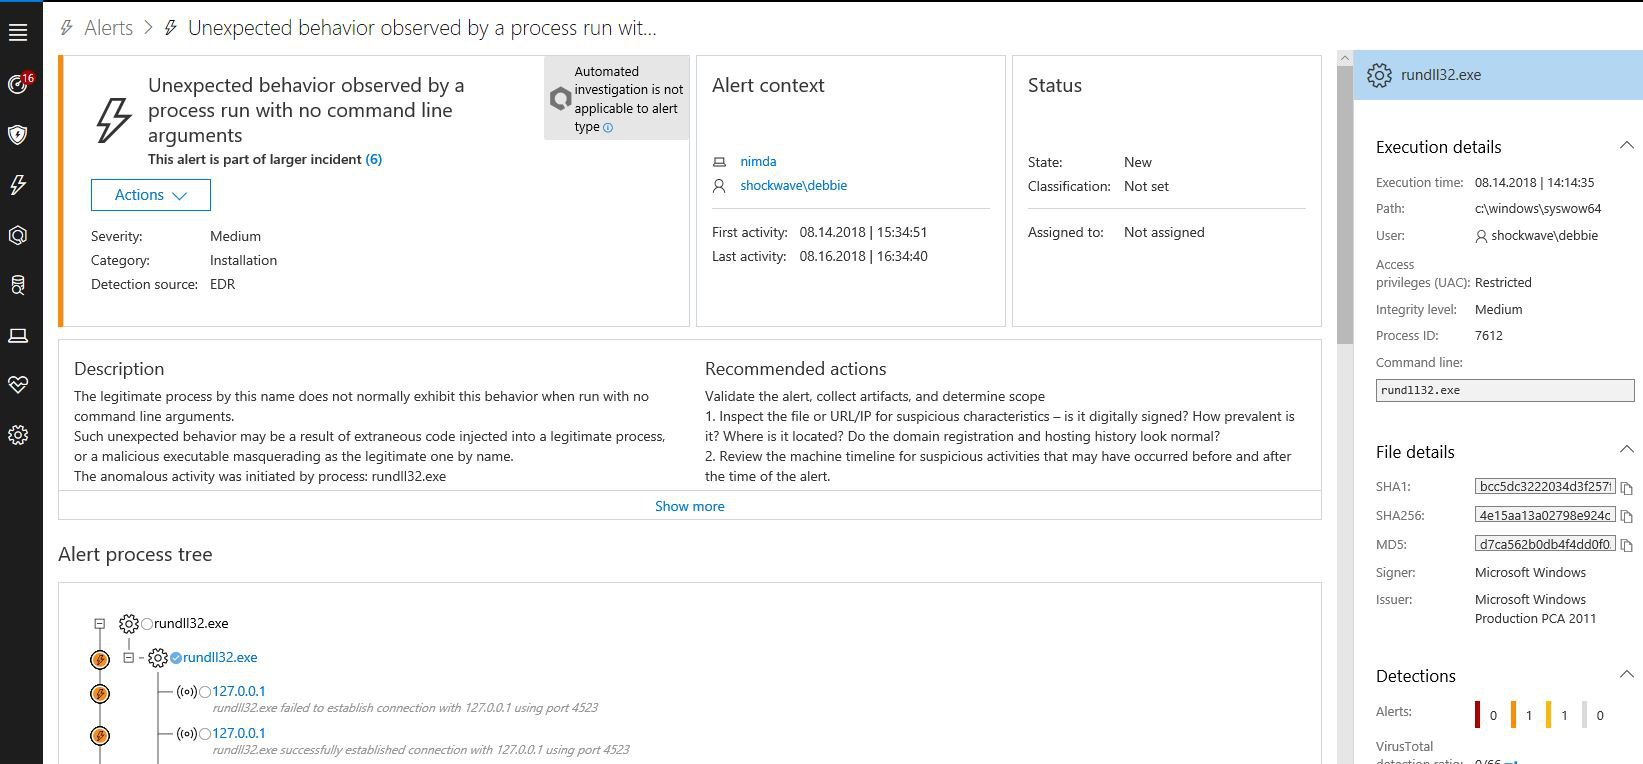 Alerts > Unexpected behavior observed by a process run wit...
16
Unexpected behavior observed by a
process run with no command line
arguments
This alert is part of larger incident (6)
Automated
investigation is not
applicable to alert
type
Actions
Severity: Medium
Category: Installation
Detection source: EDR
Alert context
nimda
shockwave\debbie
First activity: 08.14.2018 | 15:34:51
Last activity: 08.16.2018 | 16:34:40
Status
State: New
Classification: Not set
Assigned to: Not assigned
Description
The legitimate process by this name does not normally exhibit this behavior when run with no
command line arguments.
Such unexpected behavior may be a result of extraneous code injected into a legitimate process,
or a malicious executable masquerading as the legitimate one by name.
The anomalous activity was initiated by process: rundll32.exe
Recommended actions
Validate the alert, collect artifacts, and determine scope
1. Inspect the file or URL/IP for suspicious characteristics – is it digitally signed? How prevalent is
it? Where is it located? Do the domain registration and hosting history look normal?
2. Review the machine timeline for suspicious activities that may have occurred before and after
the time of the alert.
Show more
Alert process tree
rundll32.exe
rundll32.exe
127.0.0.1
rundll32.exe failed to establish connection with 127.0.0.1 using port 4523
127.0.0.1
rundll32.exe successfully established connection with 127.0.0.1 using port 4523
rundll32.exe
Execution details
Execution time: 08.14.2018 | 14:14:35
Path: c:\windows\syswow64
User: shockwave\debbie
Access
privileges (UAC): Restricted
Integrity level: Medium
Process ID: 7612
Command line:
rundll32.exe
File details
SHA1: bcc5dc3222034d3f257f
SHA256: 4e15aa13a02798e924c
MD5: d7ca562b0db4f4dd0f0
Signer: Microsoft Windows
Issuer: Microsoft Windows
Production PCA 2011
Detections
Alerts: 0 1 1 0
VirusTotal
detection ratio: 0/66